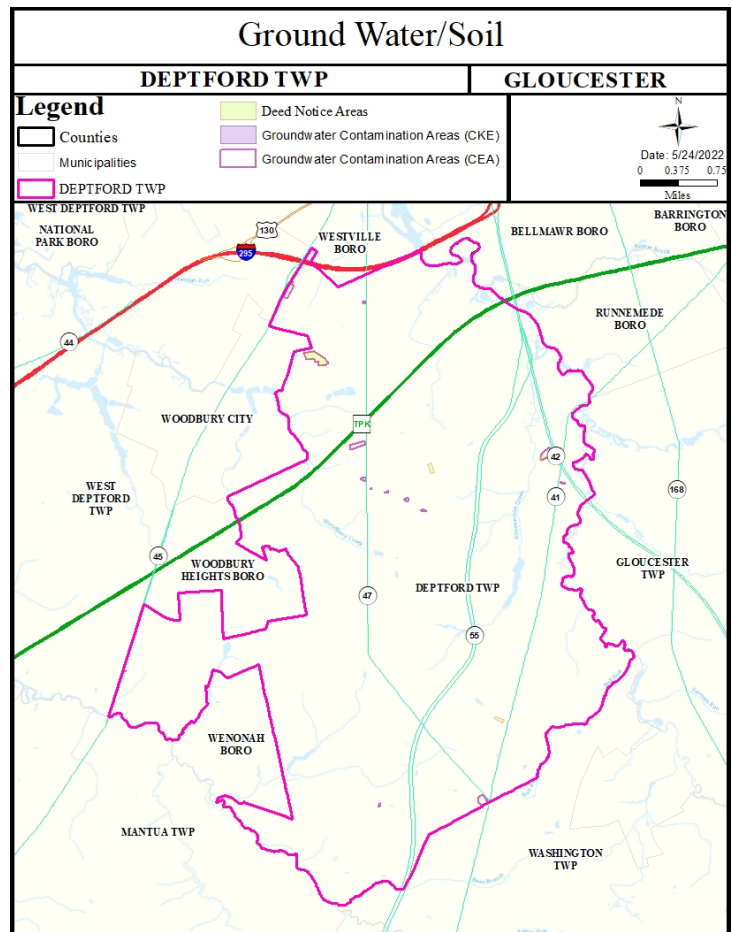 Ground Water/Soil
DEPTFORD TWP
GLOUCESTER
Legend
Counties
Municipalities
DEPTFORD TWP
Deed Notice Areas
Groundwater Contamination Areas (CKE)
Groundwater Contamination Areas (CEA)
N
Date: 5/24/2022
0 0.375 0.75
Miles
WEST DEPTFORD TWP
NATIONAL
PARK BORO
130
295
WESTVILLE
BORO
BELLMAWR BORO
BARRINGTON
BORO
RUNNEMEDE
BORO
44
WOODBURY CITY
TPK
WEST
DEPTFORD
TWP
42
41
168
45
WOODBURY
HEIGHTS BORO
Woodbury Creek
GLOUCESTER
TWP
DEPTFORD TWP
47
55
WENONAH
BORO
MANTUA TWP
WASHINGTON
TWP